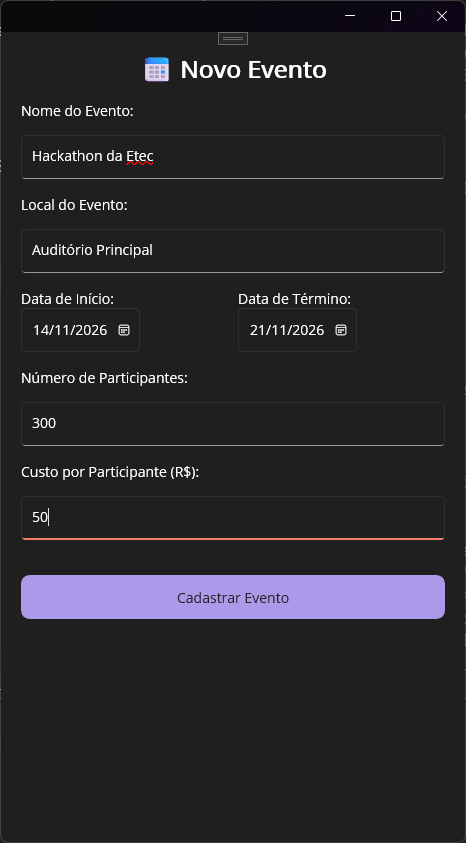 Novo Evento
Nome do Evento:
Hackathon da Etec
Local do Evento:
Auditório Principal
Data de Início: Data de Término:
14/11/2026 21/11/2026
Número de Participantes:
300
Custo por Participante (R$):
50
Cadastrar Evento